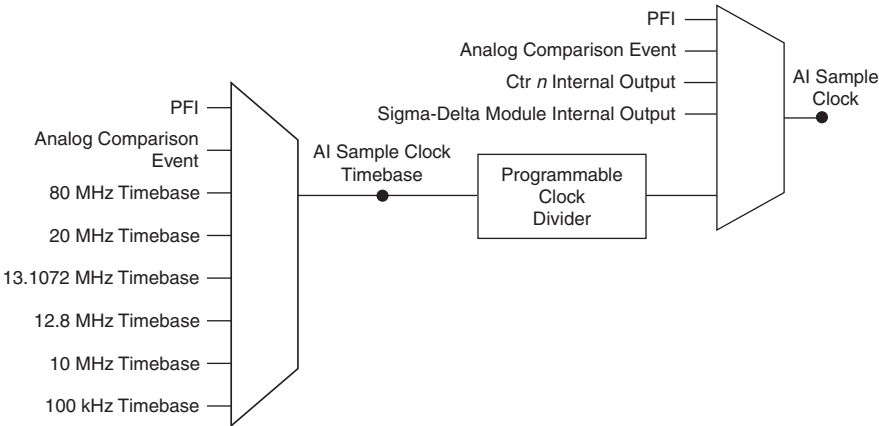 PFI
Analog Comparison Event
Ctr n Internal Output
Sigma-Delta Module Internal Output
AI Sample
Clock
PFI
Analog Comparison
Event
80 MHz Timebase
20 MHz Timebase
13.1072 MHz Timebase
12.8 MHz Timebase
10 MHz Timebase
100 kHz Timebase
AI Sample Clock
Timebase
Programmable
Clock
Divider